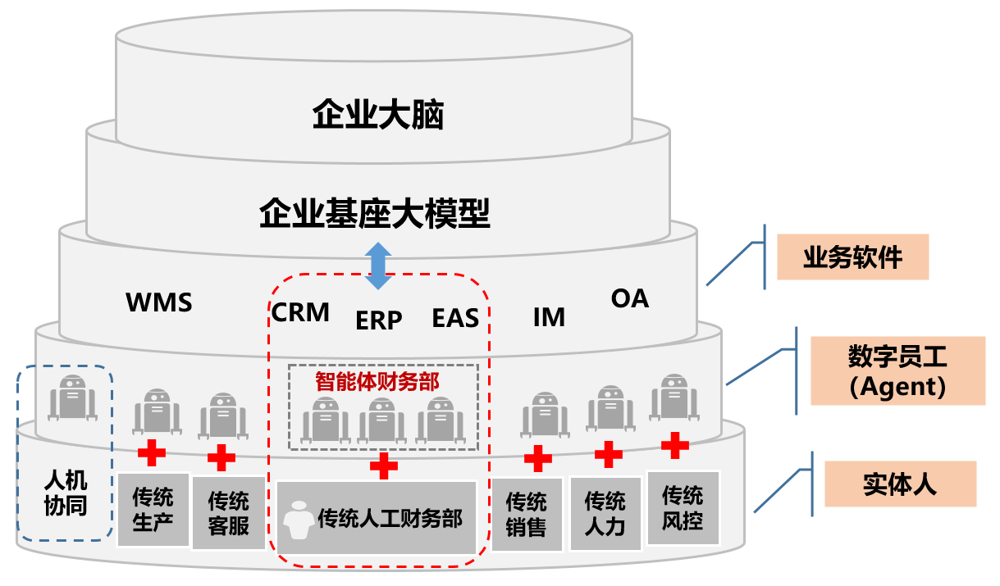 企业大脑
企业基座大模型
业务软件
WMS
CRM
ERP
EAS
IM
OA
数字员工
（Agent）
智能体财务部
人机
协同
传统
生产
传统
客服
传统人工财务部
传统
销售
传统
人力
传统
风控
实体人